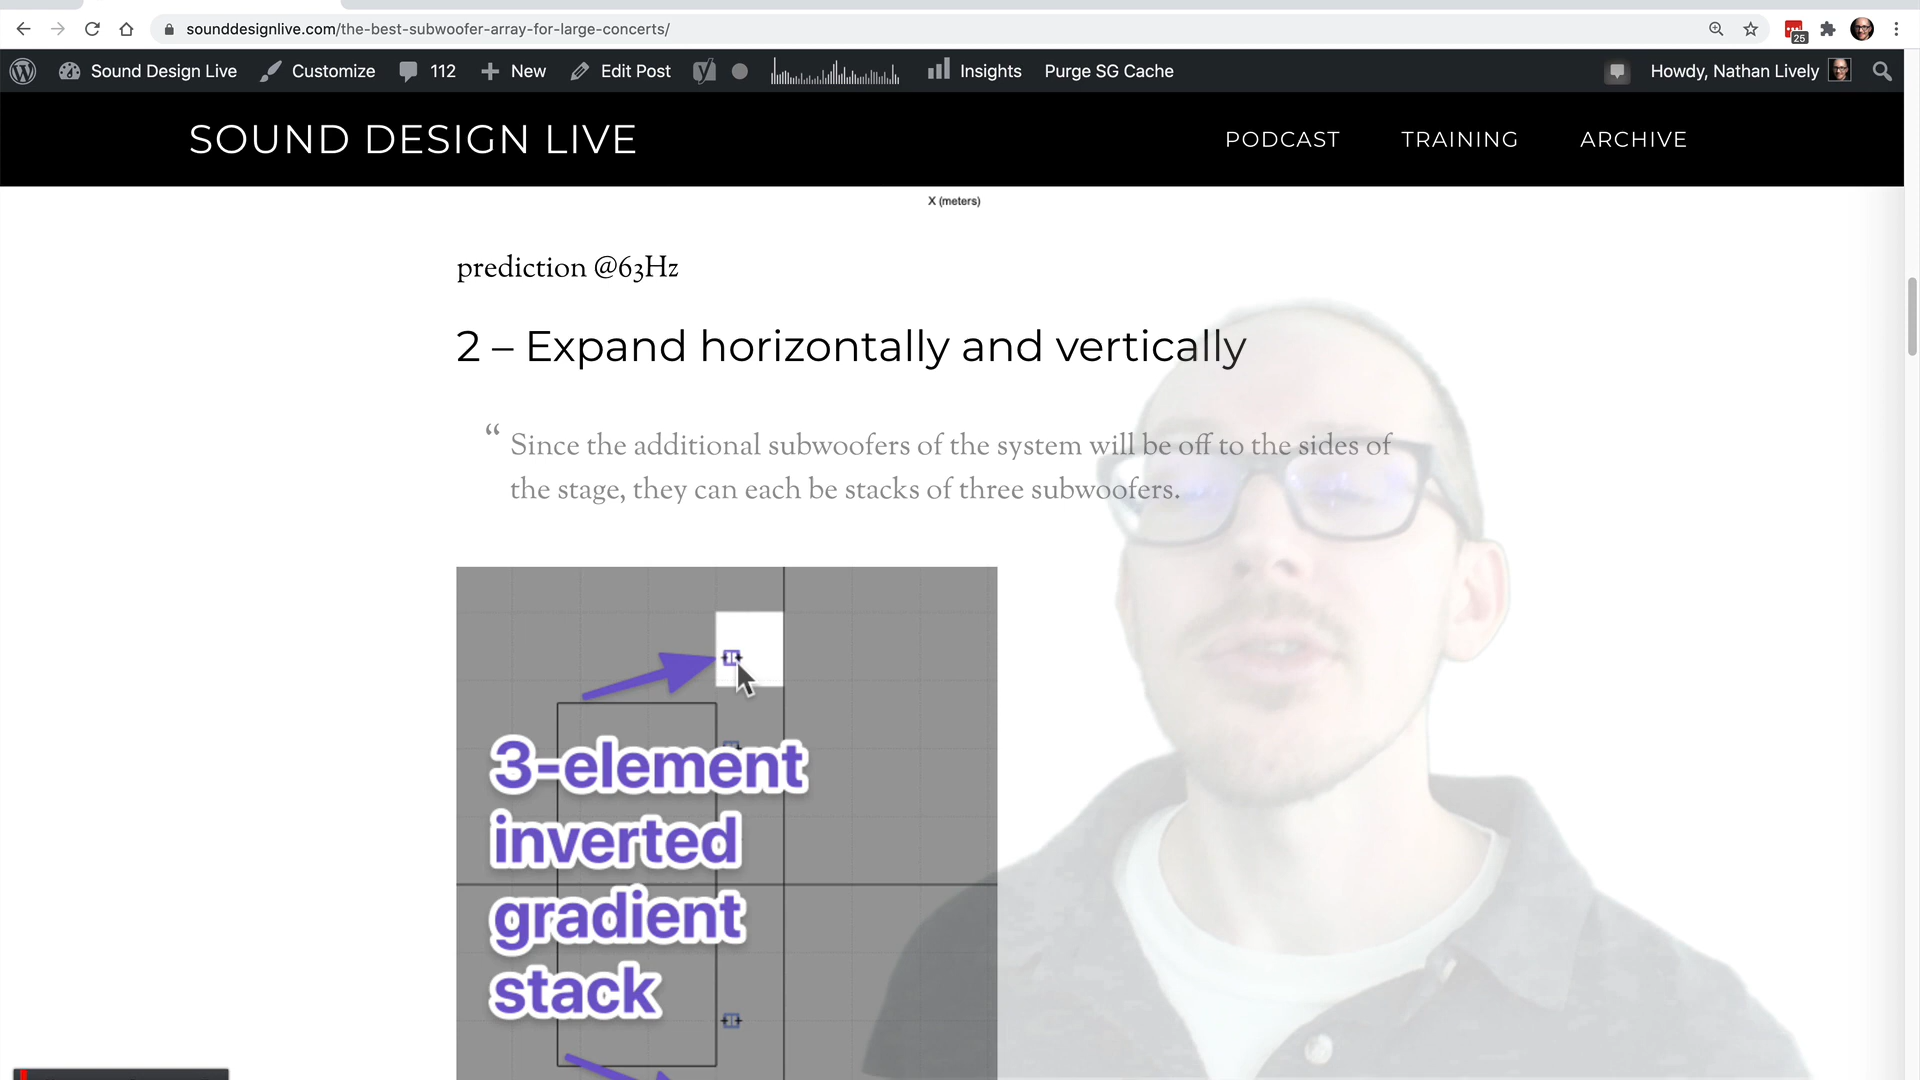 sounddesignlive.com/the-best-subwoofer-array-for-large-concerts/
25
Sound Design Live
Customize
112
New
Edit Post
Insights
Purge SG Cache
Howdy, Nathan Lively
SOUND DESIGN LIVE
PODCAST
TRAINING
ARCHIVE
X (meters)
prediction @63Hz
2 – Expand horizontally and vertically
“ Since the additional subwoofers of the system will be off to the sides of
the stage, they can each be stacks of three subwoofers.
3-element
inverted
gradient
stack